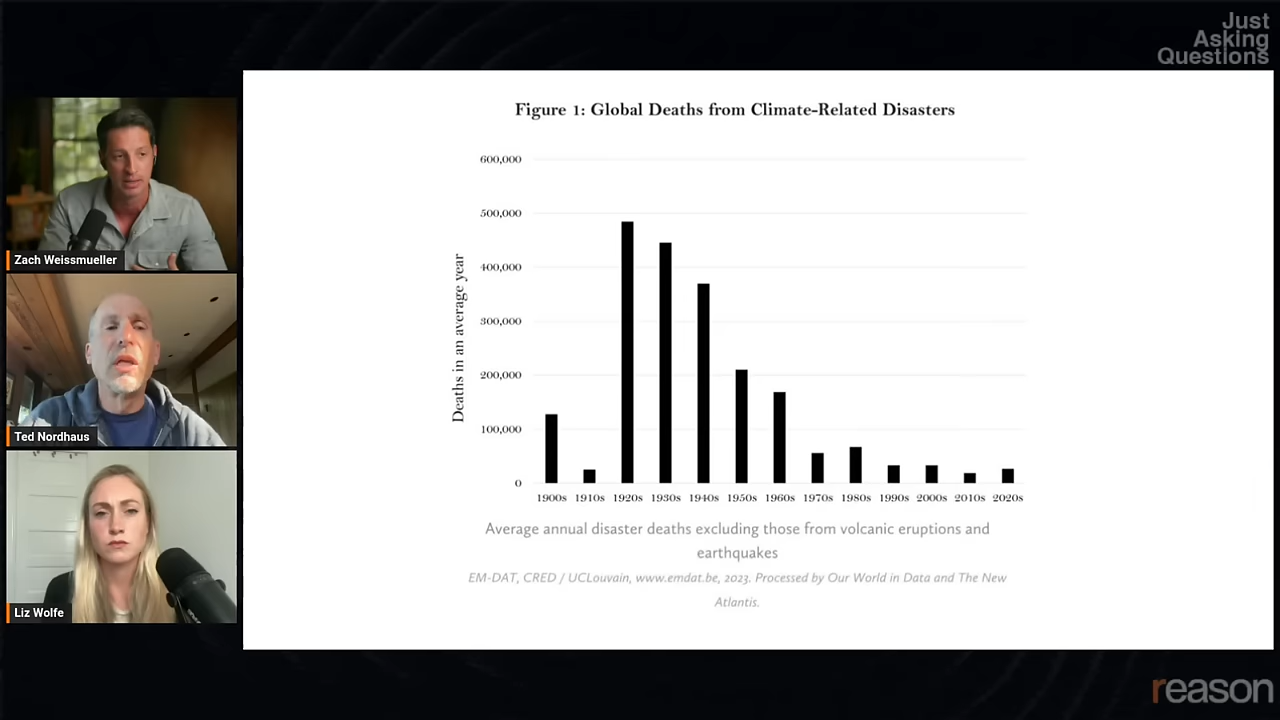 Just
Asking
Questions
Zach Weissmueller
Ted Nordhaus
Liz Wolfe
Figure 1: Global Deaths from Climate-Related Disasters
Deaths in an average year
600,000
500,000
400,000
300,000
200,000
100,000
0
1900s 1910s 1920s 1930s 1940s 1950s 1960s 1970s 1980s 1990s 2000s 2010s 2020s
Average annual disaster deaths excluding those from volcanic eruptions and
earthquakes
EM-DAT, CRED / UCLouvain, www.emdat.be, 2023. Processed by Our World in Data and The New
Atlantis.
reason